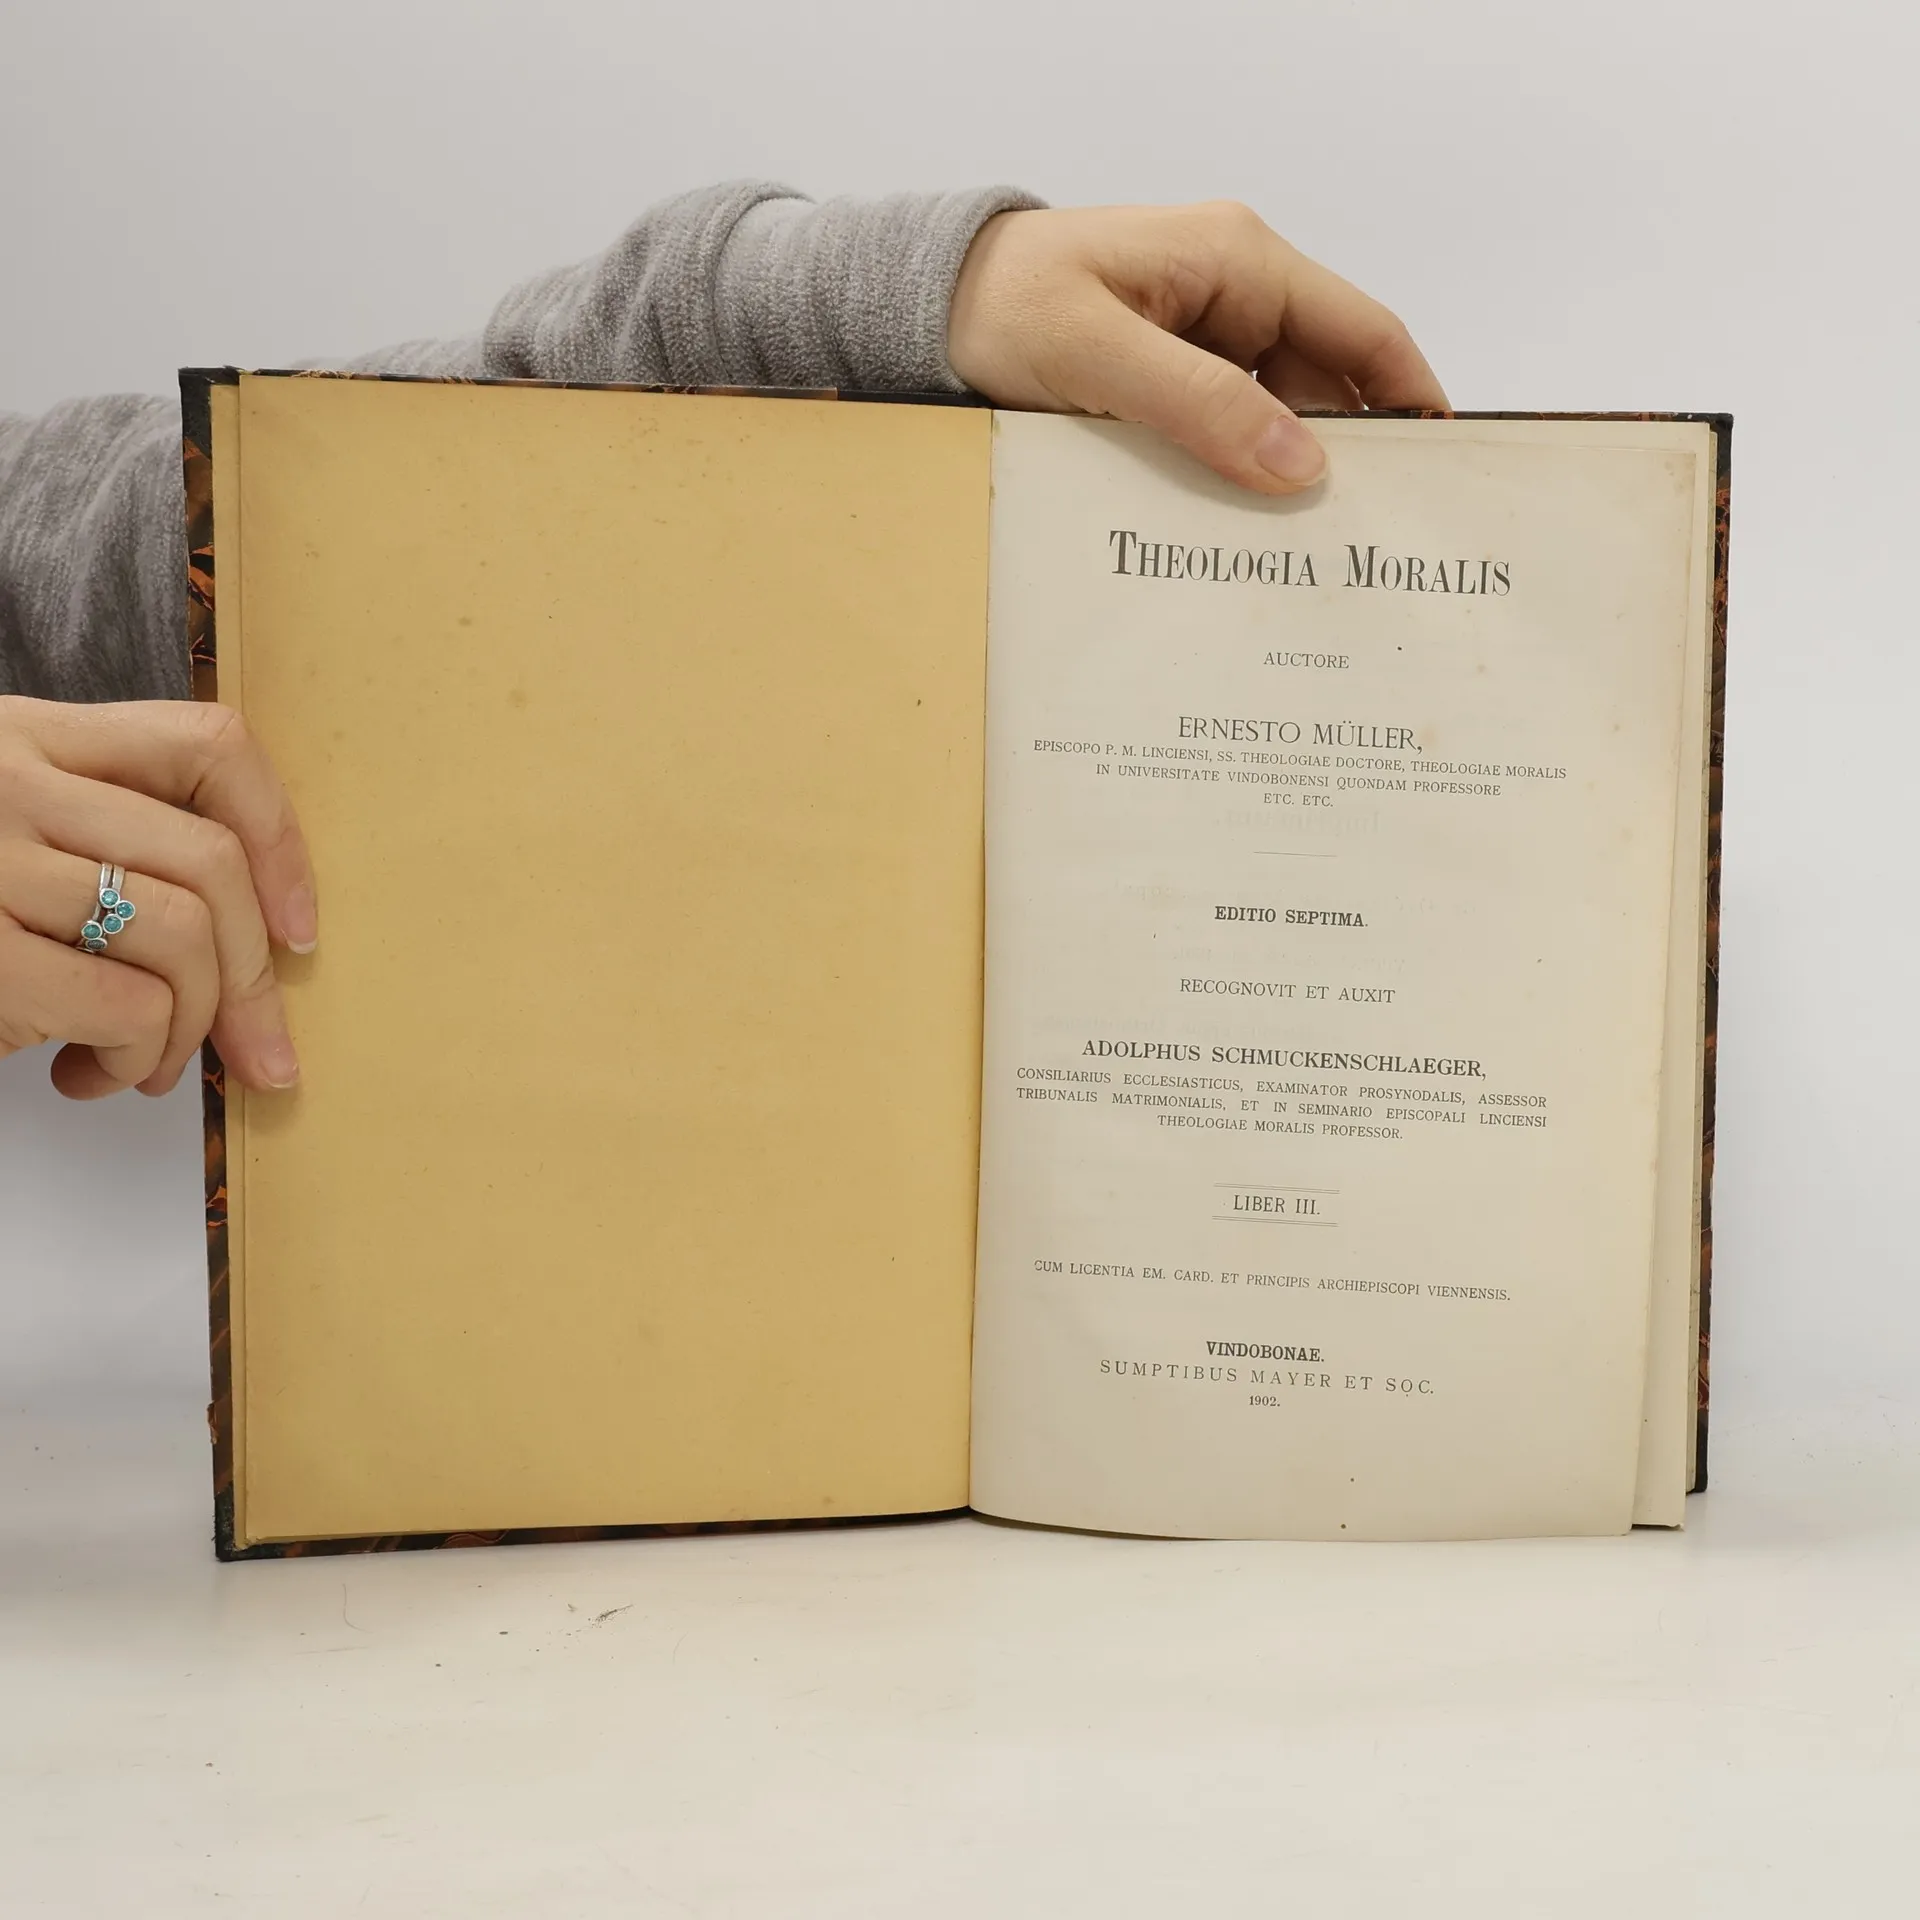 THEOLOGIA MORALIS
AUCTORE
ERNESTO MÜLLER,
EPISCOPO P. M. LINCIENSI, SS. THEOLOGIAE DOCTORE, THEOLOGIAE MORALIS
IN UNIVERSITATE VINDOBONENSI QUONDAM PROFESSORE
ETC. ETC.
EDITIO SEPTIMA.
RECOGNOVIT ET AUXIT
ADOLPHUS SCHMUCKENSCHLAEGER,
CONSILIARIUS ECCLESIASTICUS, EXAMINATOR PROSYNODALIS, ASSESSOR
TRIBUNALIS MATRIMONIALIS, ET IN SEMINARIO EPISCOPALI LINCIENSI
THEOLOGIAE MORALIS PROFESSOR.
LIBER III.
CUM LICENTIA EM. CARD. ET PRINCIPIS ARCHIEPISCOPI VIENNENSIS.
VINDOBONAE.
SUMPTIBUS MAYER ET SOC.
1902.